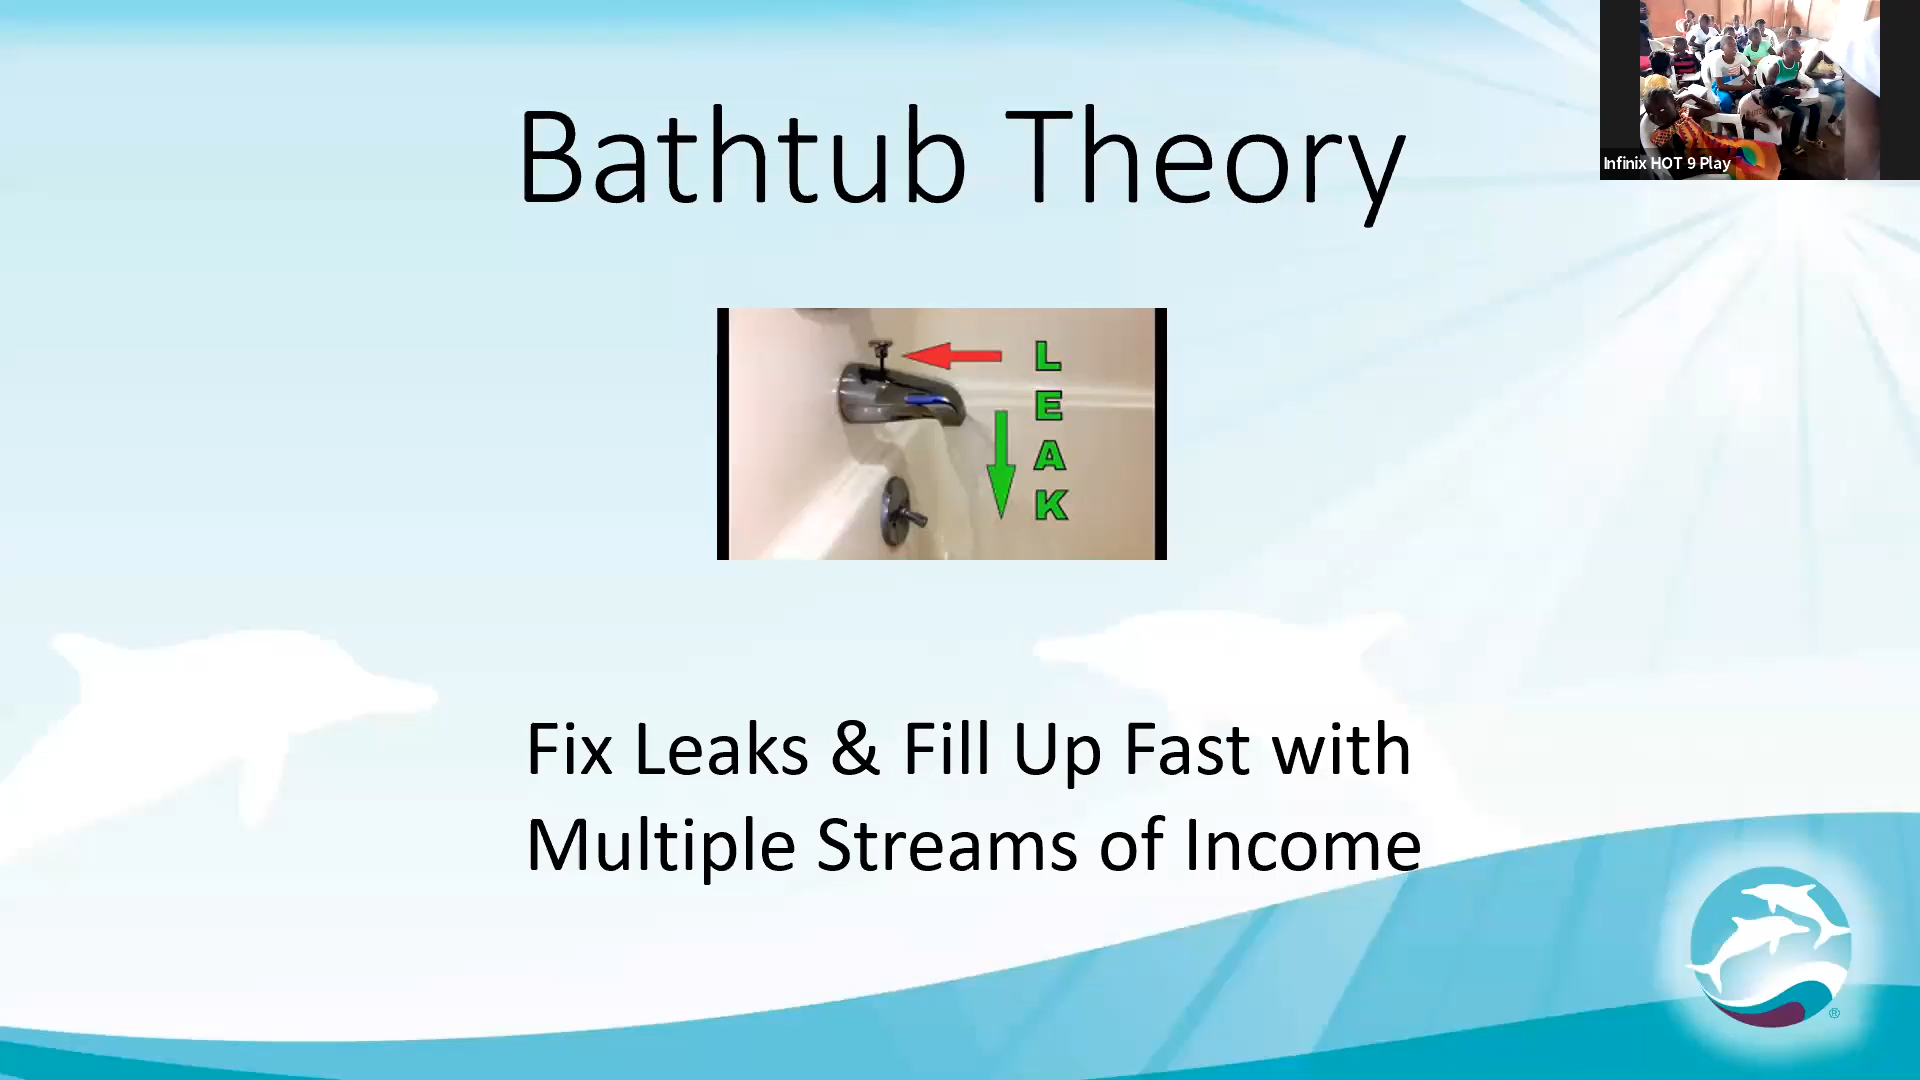 Bathtub Theory
Infinix HOT 9 Play
L
E
A
K
Fix Leaks & Fill Up Fast with
Multiple Streams of Income
®